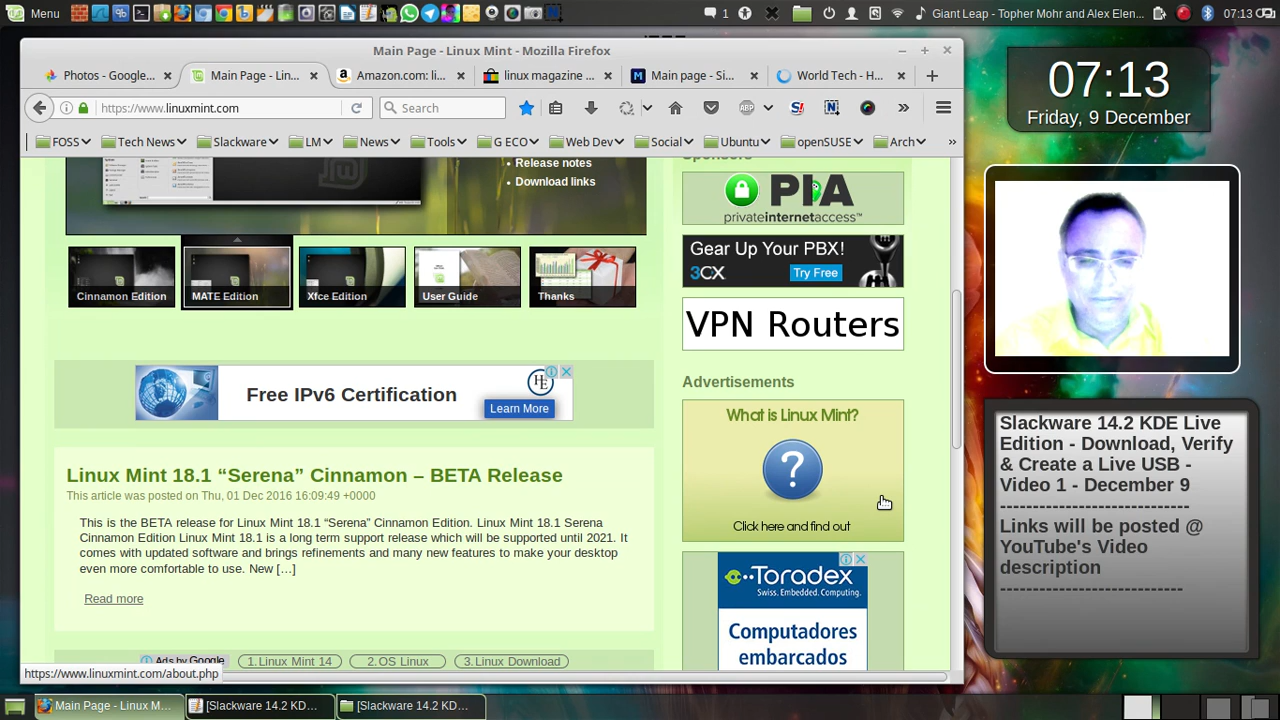 Menu
1
Giant Leap - Topher Mohr and Alex Elen...
07:13
Main Page - Linux Mint - Mozilla Firefox
Photos - Google...
Main Page - Lin...
Amazon.com: li...
linux magazine ...
Main page - Si...
World Tech - H...
https://www.linuxmint.com
Search
ABP
FOSS
Tech News
Slackware
LM
News
Tools
G ECO
Web Dev
Social
Ubuntu
openSUSE
Arch
• Release notes
• Download links
Cinnamon Edition
MATE Edition
Xfce Edition
User Guide
Thanks
Free IPv6 Certification
HE
Learn More
Linux Mint 18.1 “Serena” Cinnamon – BETA Release
This article was posted on Thu, 01 Dec 2016 16:09:49 +0000
This is the BETA release for Linux Mint 18.1 “Serena” Cinnamon Edition. Linux Mint 18.1 Serena
Cinnamon Edition Linux Mint 18.1 is a long term support release which will be supported until 2021. It
comes with updated software and brings refinements and many new features to make your desktop
even more comfortable to use. New […]
Read more
Ads by Google
1.Linux Mint 14
2.OS Linux
3.Linux Download
https://www.linuxmint.com/about.php
Sponsors
PIA
privateinternetaccess™
Gear Up Your PBX!
3CX
Try Free
VPN Routers
Advertisements
What is Linux Mint?
?
Click here and find out
Toradex
Swiss. Embedded. Computing.
Computadores
embarcados
07:13
Friday, 9 December
Slackware 14.2 KDE Live
Edition - Download, Verify
& Create a Live USB -
Video 1 - December 9
----------------------------
Links will be posted @
YouTube's Video
description
---------------------------
Main Page - Linux M...
[Slackware 14.2 KD...
[Slackware 14.2 KD...